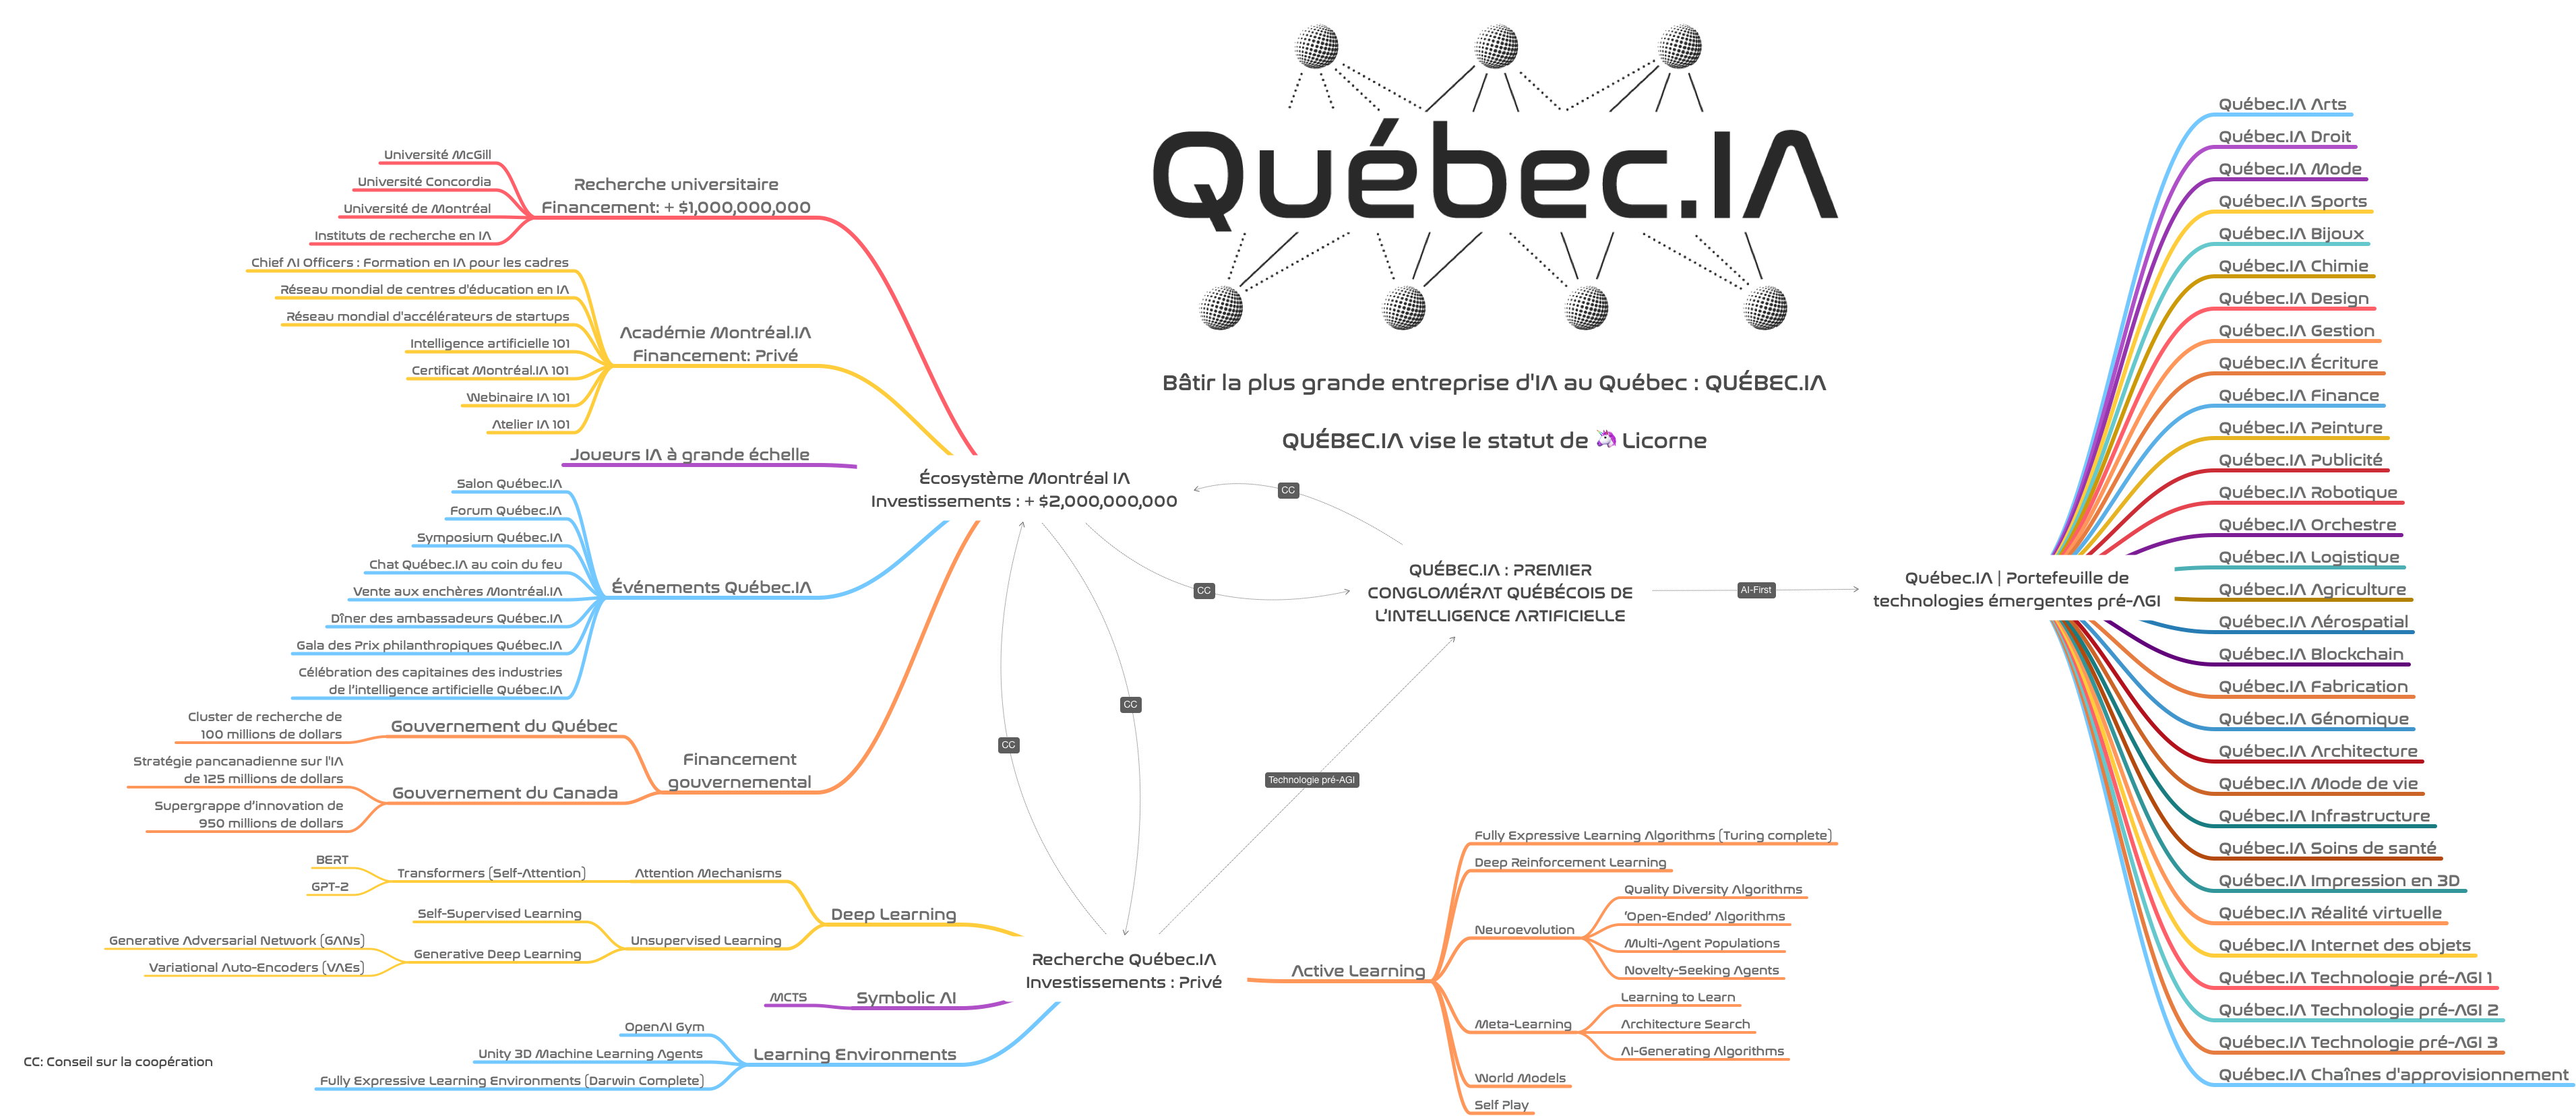 Québec.IA
Bâtir la plus grande entreprise d'IA au Québec : QUÉBEC.IA
QUÉBEC.IA vise le statut de 🦄 Licorne
Université McGill
Université Concordia
Université de Montréal
Instituts de recherche en IA
Recherche universitaire
Financement: + $1,000,000,000
Chief AI Officers : Formation en IA pour les cadres
Réseau mondial de centres d'éducation en IA
Réseau mondial d'accélérateurs de startups
Intelligence artificielle 101
Certificat Montréal.IA 101
Webinaire IA 101
Atelier IA 101
Académie Montréal.IA
Financement: Privé
Joueurs IA à grande échelle
Salon Québec.IA
Forum Québec.IA
Symposium Québec.IA
Chat Québec.IA au coin du feu
Vente aux enchères Montréal.IA
Dîner des ambassadeurs Québec.IA
Gala des Prix philanthropiques Québec.IA
Célébration des capitaines des industries
de l'intelligence artificielle Québec.IA
Événements Québec.IA
Cluster de recherche de
100 millions de dollars
Gouvernement du Québec
Stratégie pancanadienne sur l'IA
de 125 millions de dollars
Supergrappe d'innovation de
950 millions de dollars
Gouvernement du Canada
Financement
gouvernemental
Écosystème Montréal IA
Investissements : + $2,000,000,000
CC
CC
CC
CC
QUÉBEC.IA : PREMIER
CONGLOMÉRAT QUÉBÉCOIS DE
L'INTELLIGENCE ARTIFICIELLE
AI-First
Technologie pré-AGI
BERT
GPT-2
Transformers (Self-Attention)
Attention Mechanisms
Self-Supervised Learning
Generative Adversarial Network (GANs)
Variational Auto-Encoders (VAEs)
Generative Deep Learning
Unsupervised Learning
Deep Learning
MCTS
Symbolic AI
OpenAI Gym
Unity 3D Machine Learning Agents
Fully Expressive Learning Environments (Darwin Complete)
Learning Environments
Recherche Québec.IA
Investissements : Privé
Active Learning
Fully Expressive Learning Algorithms (Turing complete)
Deep Reinforcement Learning
Neuroevolution
Quality Diversity Algorithms
'Open-Ended' Algorithms
Multi-Agent Populations
Novelty-Seeking Agents
Meta-Learning
Learning to Learn
Architecture Search
AI-Generating Algorithms
World Models
Self Play
Québec.IA | Portefeuille de
technologies émergentes pré-AGI
Québec.IA Arts
Québec.IA Droit
Québec.IA Mode
Québec.IA Sports
Québec.IA Bijoux
Québec.IA Chimie
Québec.IA Design
Québec.IA Gestion
Québec.IA Écriture
Québec.IA Finance
Québec.IA Peinture
Québec.IA Publicité
Québec.IA Robotique
Québec.IA Orchestre
Québec.IA Logistique
Québec.IA Agriculture
Québec.IA Aérospatial
Québec.IA Blockchain
Québec.IA Fabrication
Québec.IA Génomique
Québec.IA Architecture
Québec.IA Mode de vie
Québec.IA Infrastructure
Québec.IA Soins de santé
Québec.IA Impression en 3D
Québec.IA Réalité virtuelle
Québec.IA Internet des objets
Québec.IA Technologie pré-AGI 1
Québec.IA Technologie pré-AGI 2
Québec.IA Technologie pré-AGI 3
Québec.IA Chaînes d'approvisionnement
CC: Conseil sur la coopération